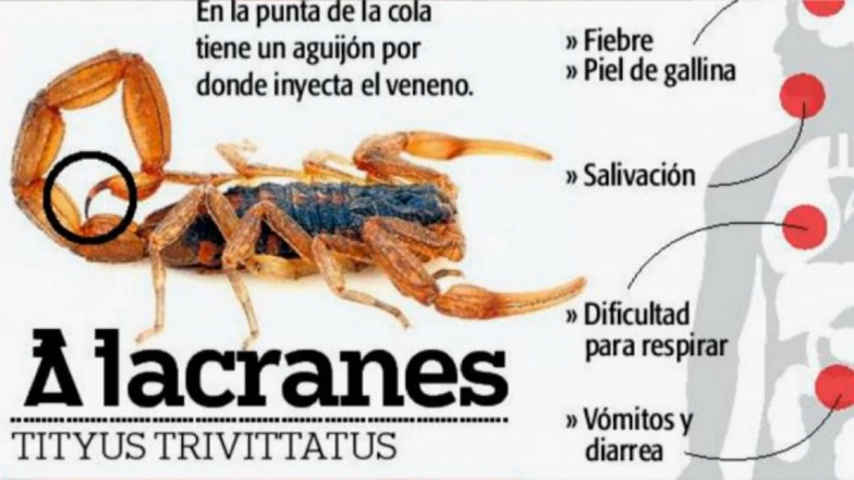 En la punta de la cola
tiene un aguijón por
donde inyecta el veneno.
» Fiebre
» Piel de gallina
» Salivación
» Dificultad
para respirar
» Vómitos y
diarrea
Alacranes
TITYUS TRIVITTATUS